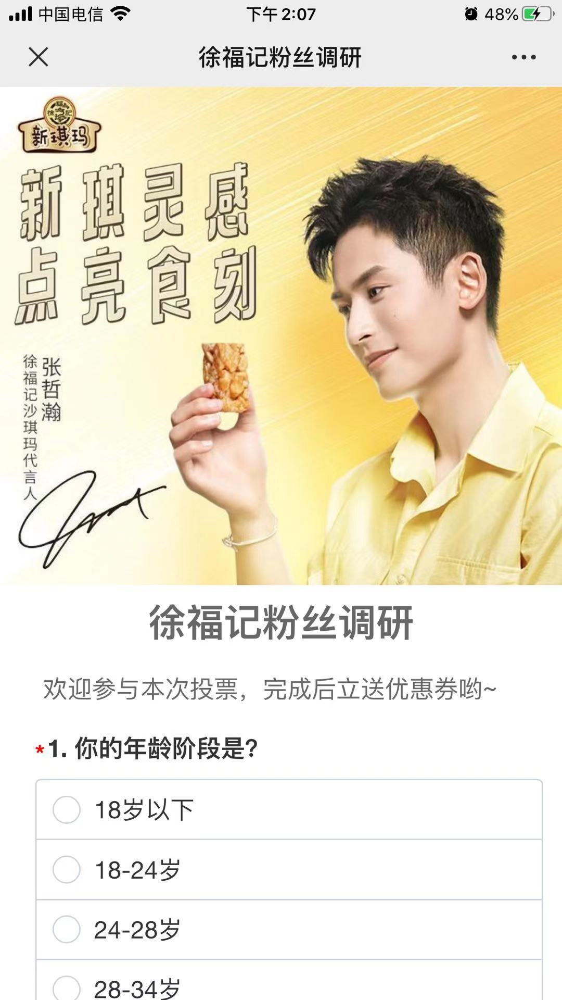 中国电信
下午2:07
48%
徐福记粉丝调研
徐福记
新琪玛
新琪灵感
点亮食刻
张哲瀚
徐福记沙琪玛代言人
徐福记粉丝调研
欢迎参与本次投票，完成后立送优惠券哟~
*1. 你的年龄阶段是?
18岁以下
18-24岁
24-28岁
28-34岁